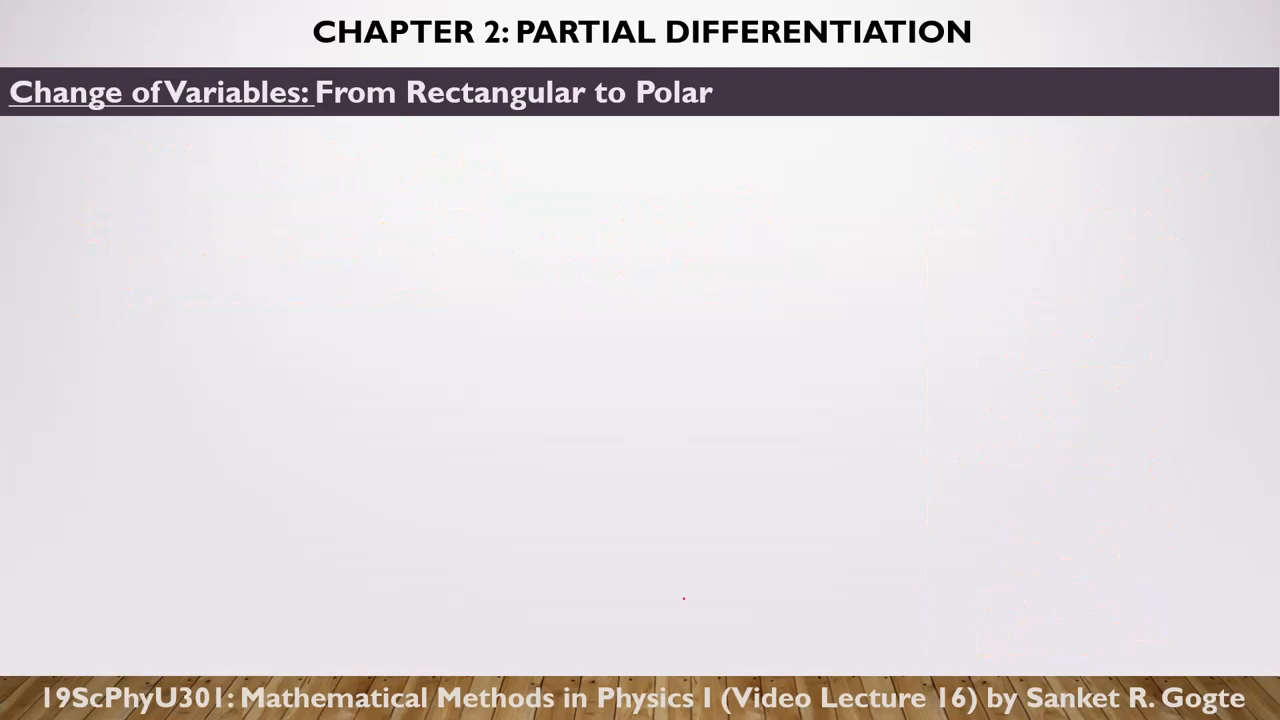 CHAPTER 2: PARTIAL DIFFERENTIATION
Change of Variables: From Rectangular to Polar
19ScPhyU301: Mathematical Methods in Physics I (Video Lecture 16) by Sanket R. Gogte